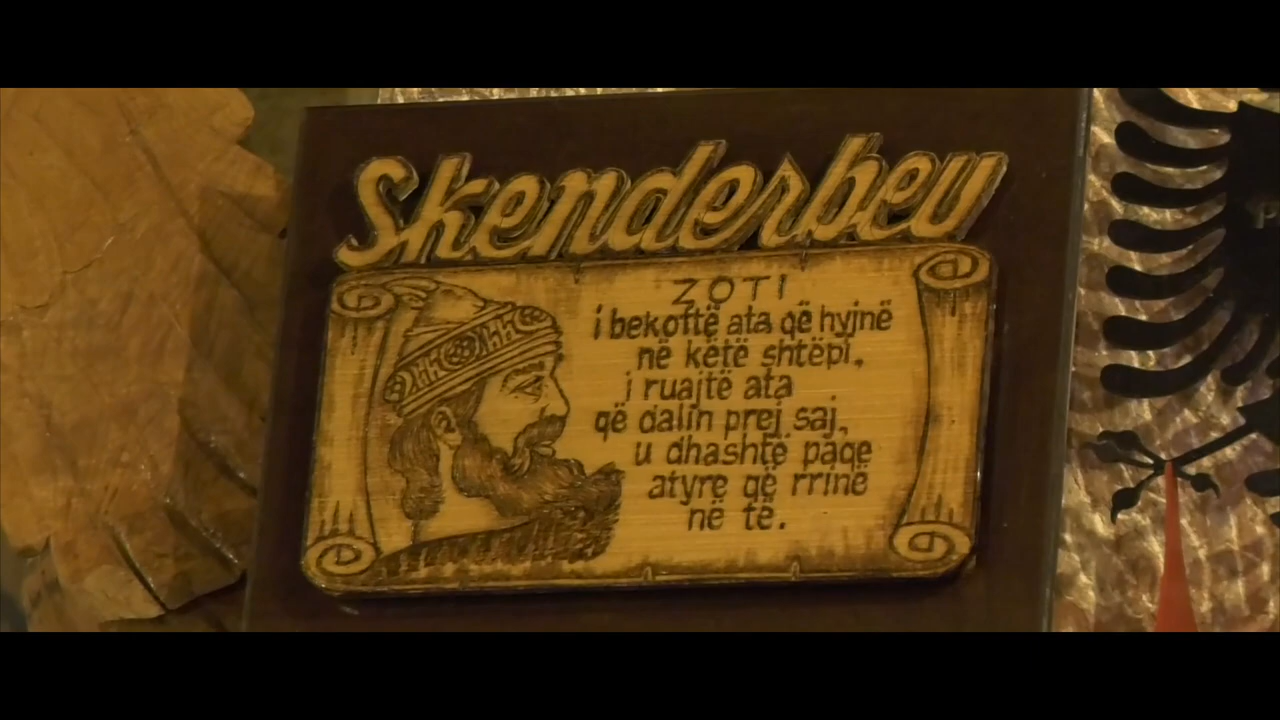 Skenderbeu
ZOTI
i bekoftë ata që hyjnë
në këtë shtëpi,
i ruajtë ata
që dalin prej saj,
u dhashtë paqe
atyre që rrinë
në të.